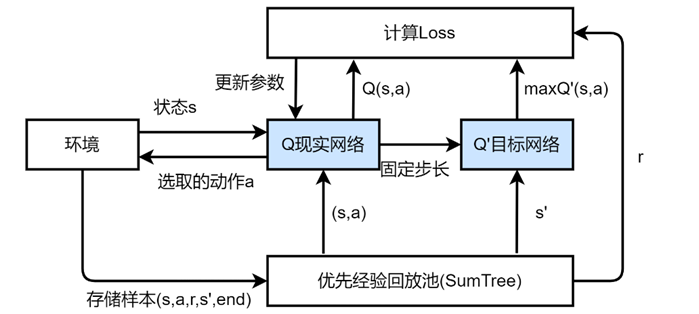 计算Loss
更新参数
Q(s,a)
maxQ'(s,a)
状态s
环境
Q现实网络
Q'目标网络
选取的动作a
固定步长
r
(s,a)
s'
优先经验回放池(SumTree)
存储样本(s,a,r,s',end)